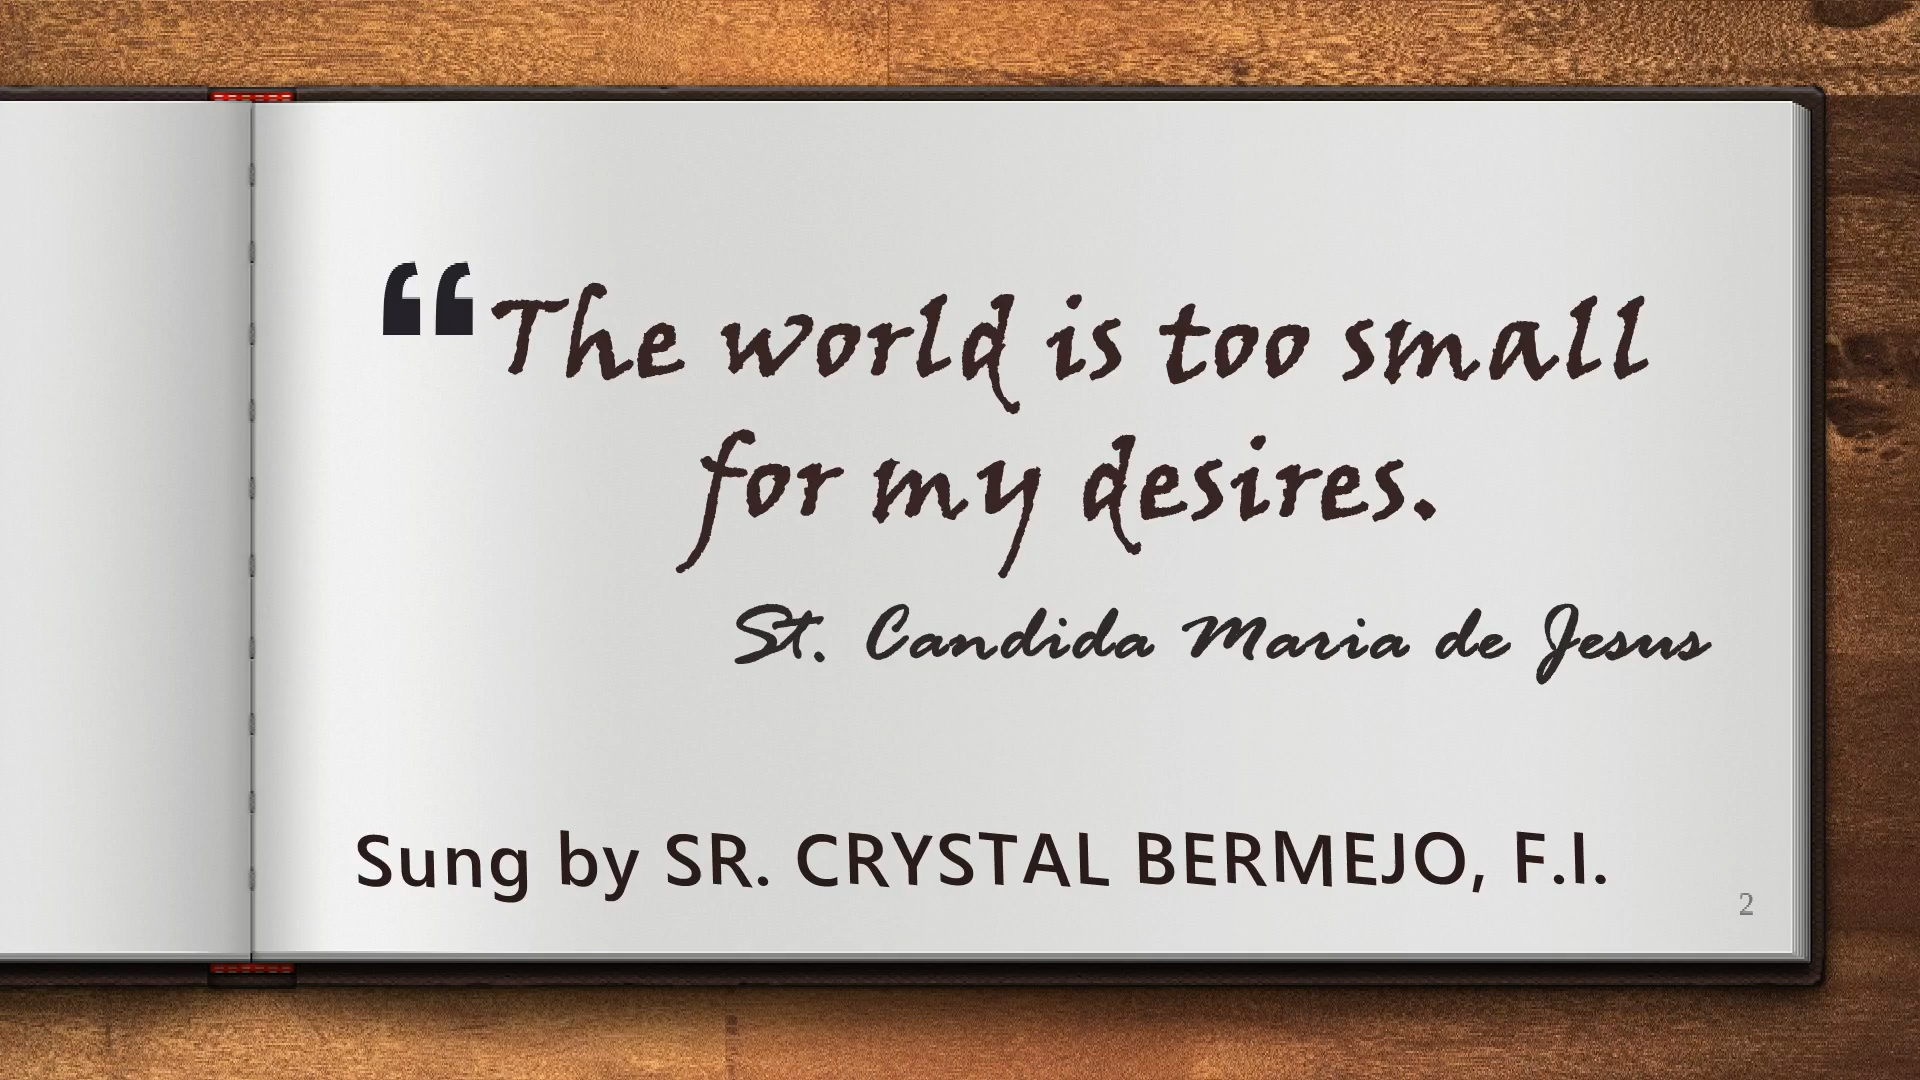 “The world is too small
for my desires.
St. Candida Maria de Jesus
Sung by SR. CRYSTAL BERMEJO, F.I.
2